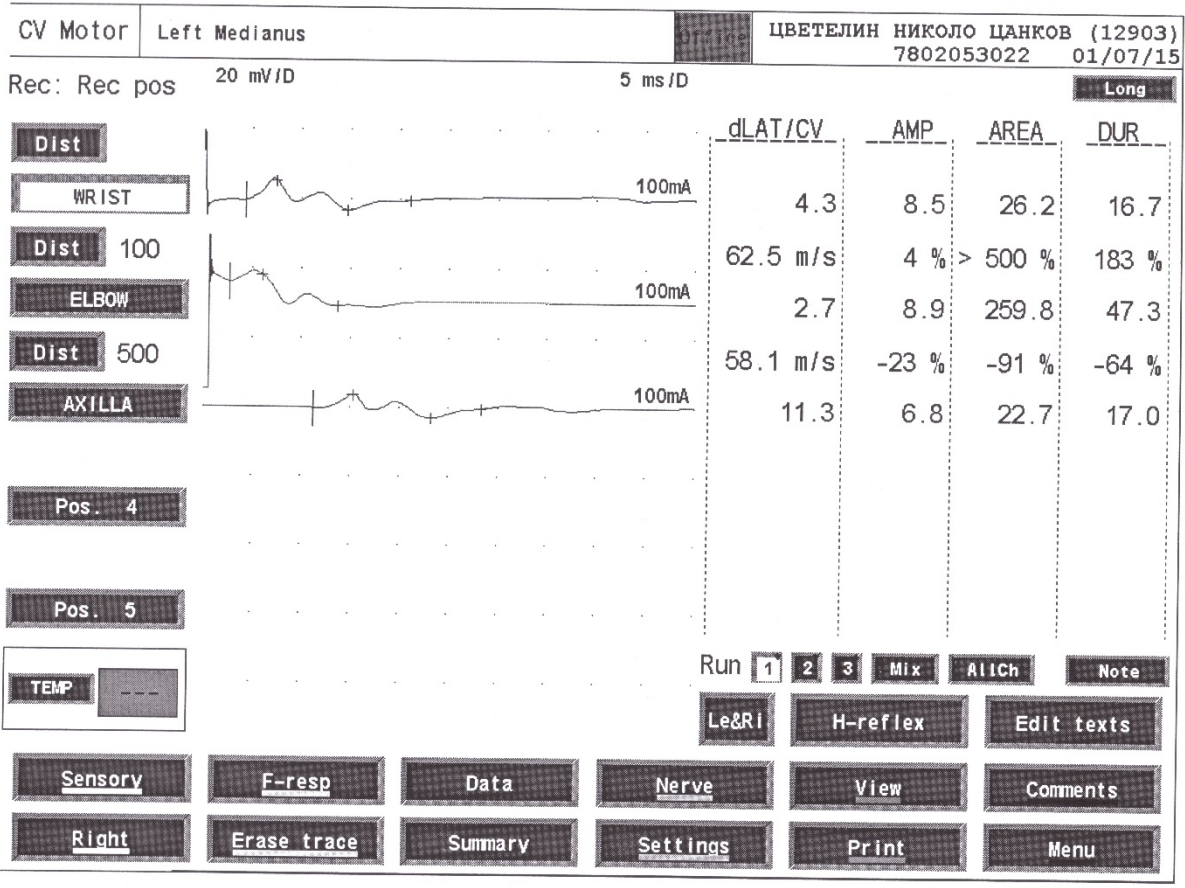 CV Motor Left Medianus Office ЦВЕТЕЛИН НИКОЛО ЦАНКОВ (12903)
7802053022 01/07/15
Rec: Rec pos 20 mV/D 5 ms/D Long
Dist dLAT/CV AMP AREA DUR
WRIST 100mA 4.3 8.5 26.2 16.7
Dist 100 62.5 m/s 4 % > 500 % 183 %
ELBOW 100mA 2.7 8.9 259.8 47.3
Dist 500 58.1 m/s -23 % -91 % -64 %
AXILLA 100mA 11.3 6.8 22.7 17.0
Pos. 4
Pos. 5
Run 1 2 3 Mix AllCh Note
TEMP ---
Le&Ri H-reflex Edit texts
Sensory F-resp Data Nerve View Comments
Right Erase trace Summary Settings Print Menu